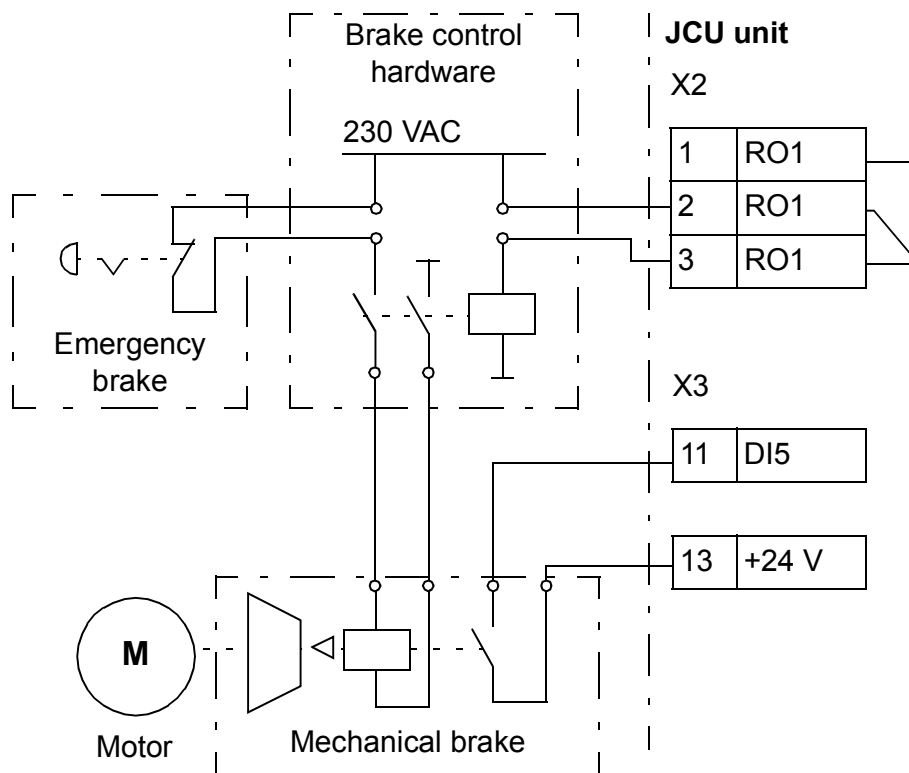 Brake control
hardware
JCU unit
X2
230 VAC
1 RO1
2 RO1
3 RO1
Emergency
brake
X3
11 DI5
13 +24 V
M
Motor
Mechanical brake